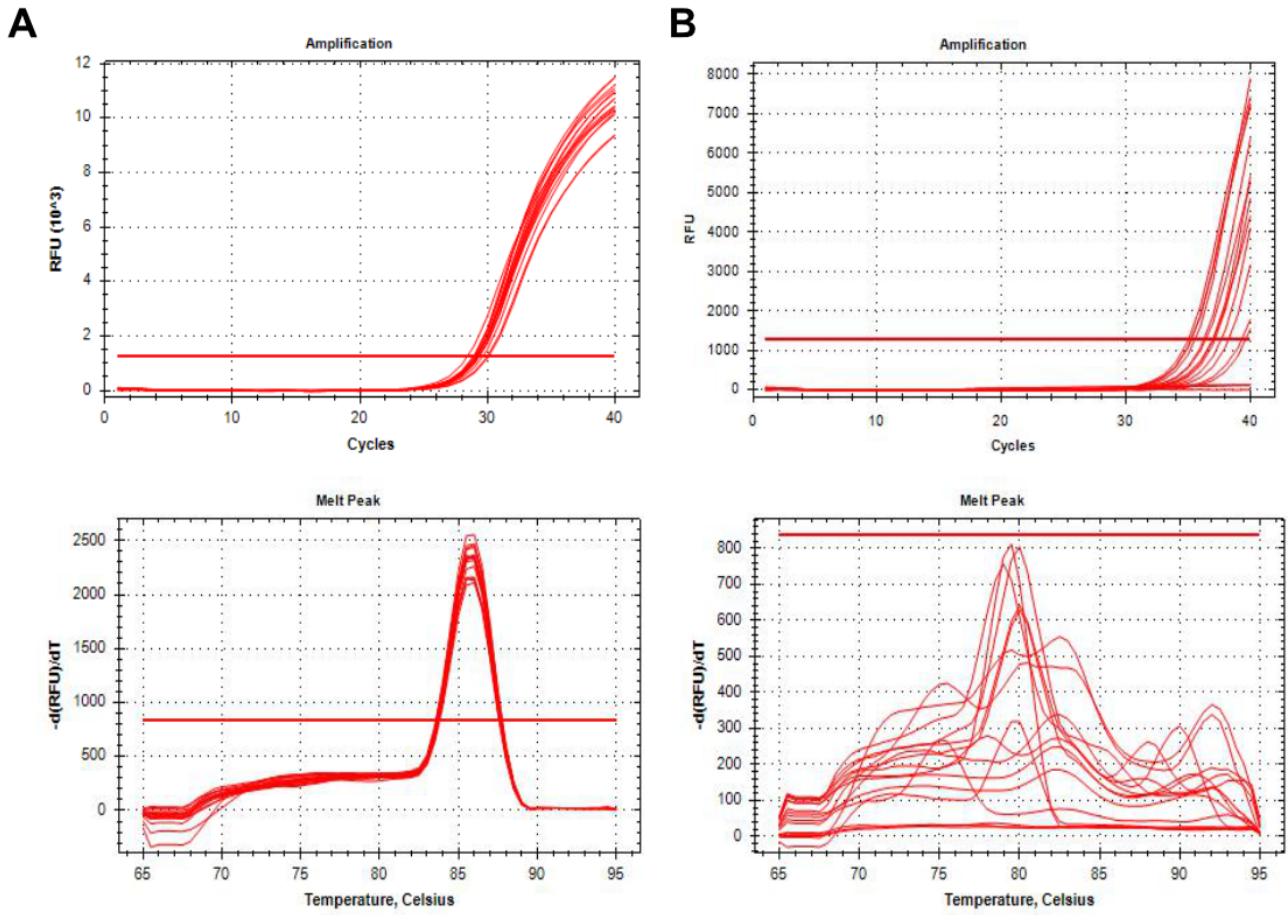 A
Amplification
RFU (10^3)
12
10
8
6
4
2
0
0 10 20 30 40
Cycles
Melt Peak
-d(RFU)/dT
2500
2000
1500
1000
500
0
65 70 75 80 85 90 95
Temperature, Celsius
B
Amplification
RFU
8000
7000
6000
5000
4000
3000
2000
1000
0
0 10 20 30 40
Cycles
Melt Peak
-d(RFU)/dT
800
700
600
500
400
300
200
100
0
65 70 75 80 85 90 95
Temperature, Celsius